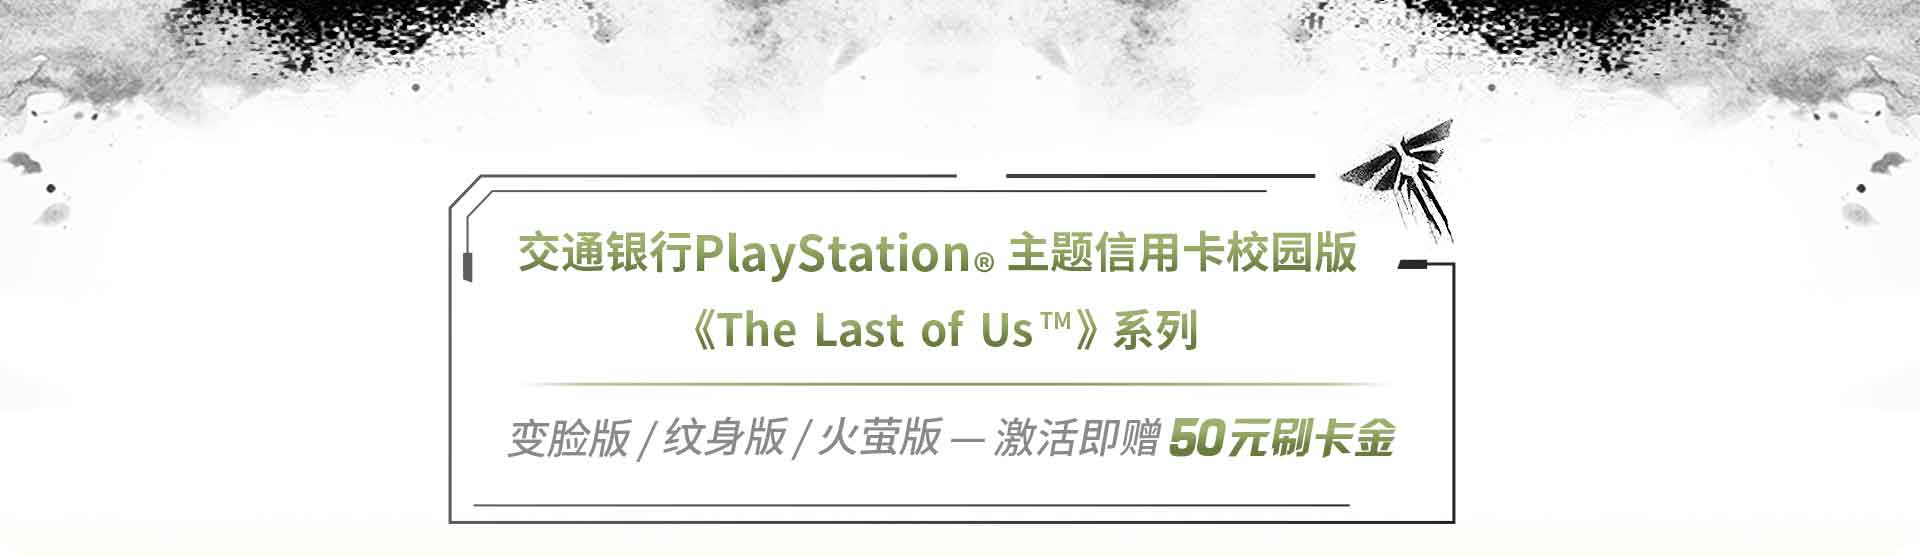 交通银行PlayStation® 主题信用卡校园版
《The Last of Us™》系列
变脸版 / 纹身版 / 火萤版 — 激活即赠 50元刷卡金